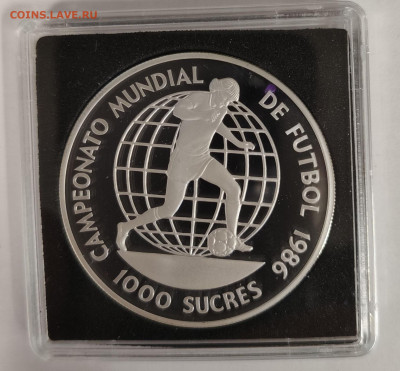 COINS.LAVE.RU
CAMPEONATO MUNDIAL DE FUTBOL 1986
1000 SUCRES